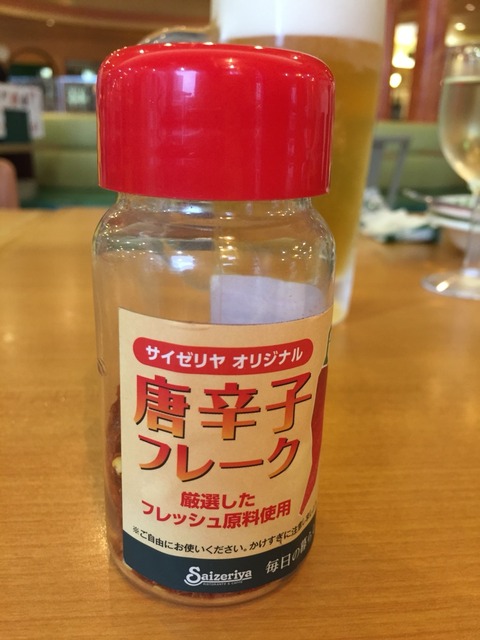 サイゼリヤ オリジナル
唐辛子
フレーク
厳選した
フレッシュ原料使用
※ご自由にお使いください。かけすぎに注意
毎日の
Saizeriya